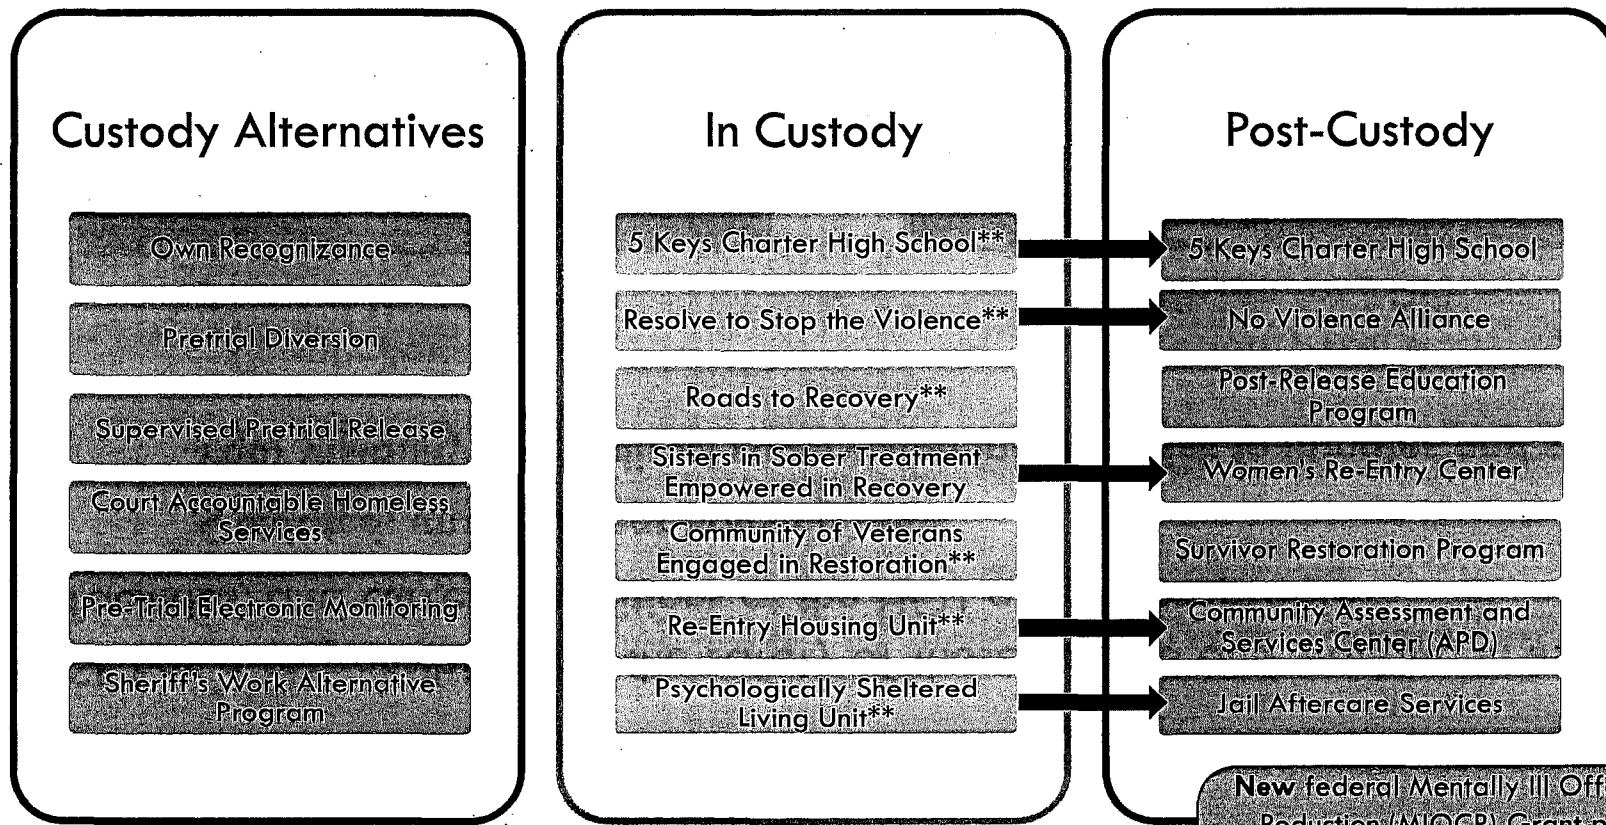 Custody Alternatives
Own Recognizance
Pretrial Diversion
Supervised Pretrial Release
Court Accountable Homeless
Services
Pre-Trial Electronic Monitoring
Sheriff's Work Alternative
Program
In Custody
5 Keys Charter High School**
Resolve to Stop the Violence**
Roads to Recovery**
Sisters in Sober Treatment
Empowered in Recovery
Community of Veterans
Engaged in Restoration**
Re-Entry Housing Unit**
Psychologically Sheltered
Living Unit**
Post-Custody
5 Keys Charter High School
No Violence Alliance
Post-Release Education
Program
Women's Re-Entry Center
Survivor Restoration Program
Community Assessment and
Services Center (APD)
Jail Aftercare Services
New federal Mentally Ill
Reduction (MIOCR) Grant